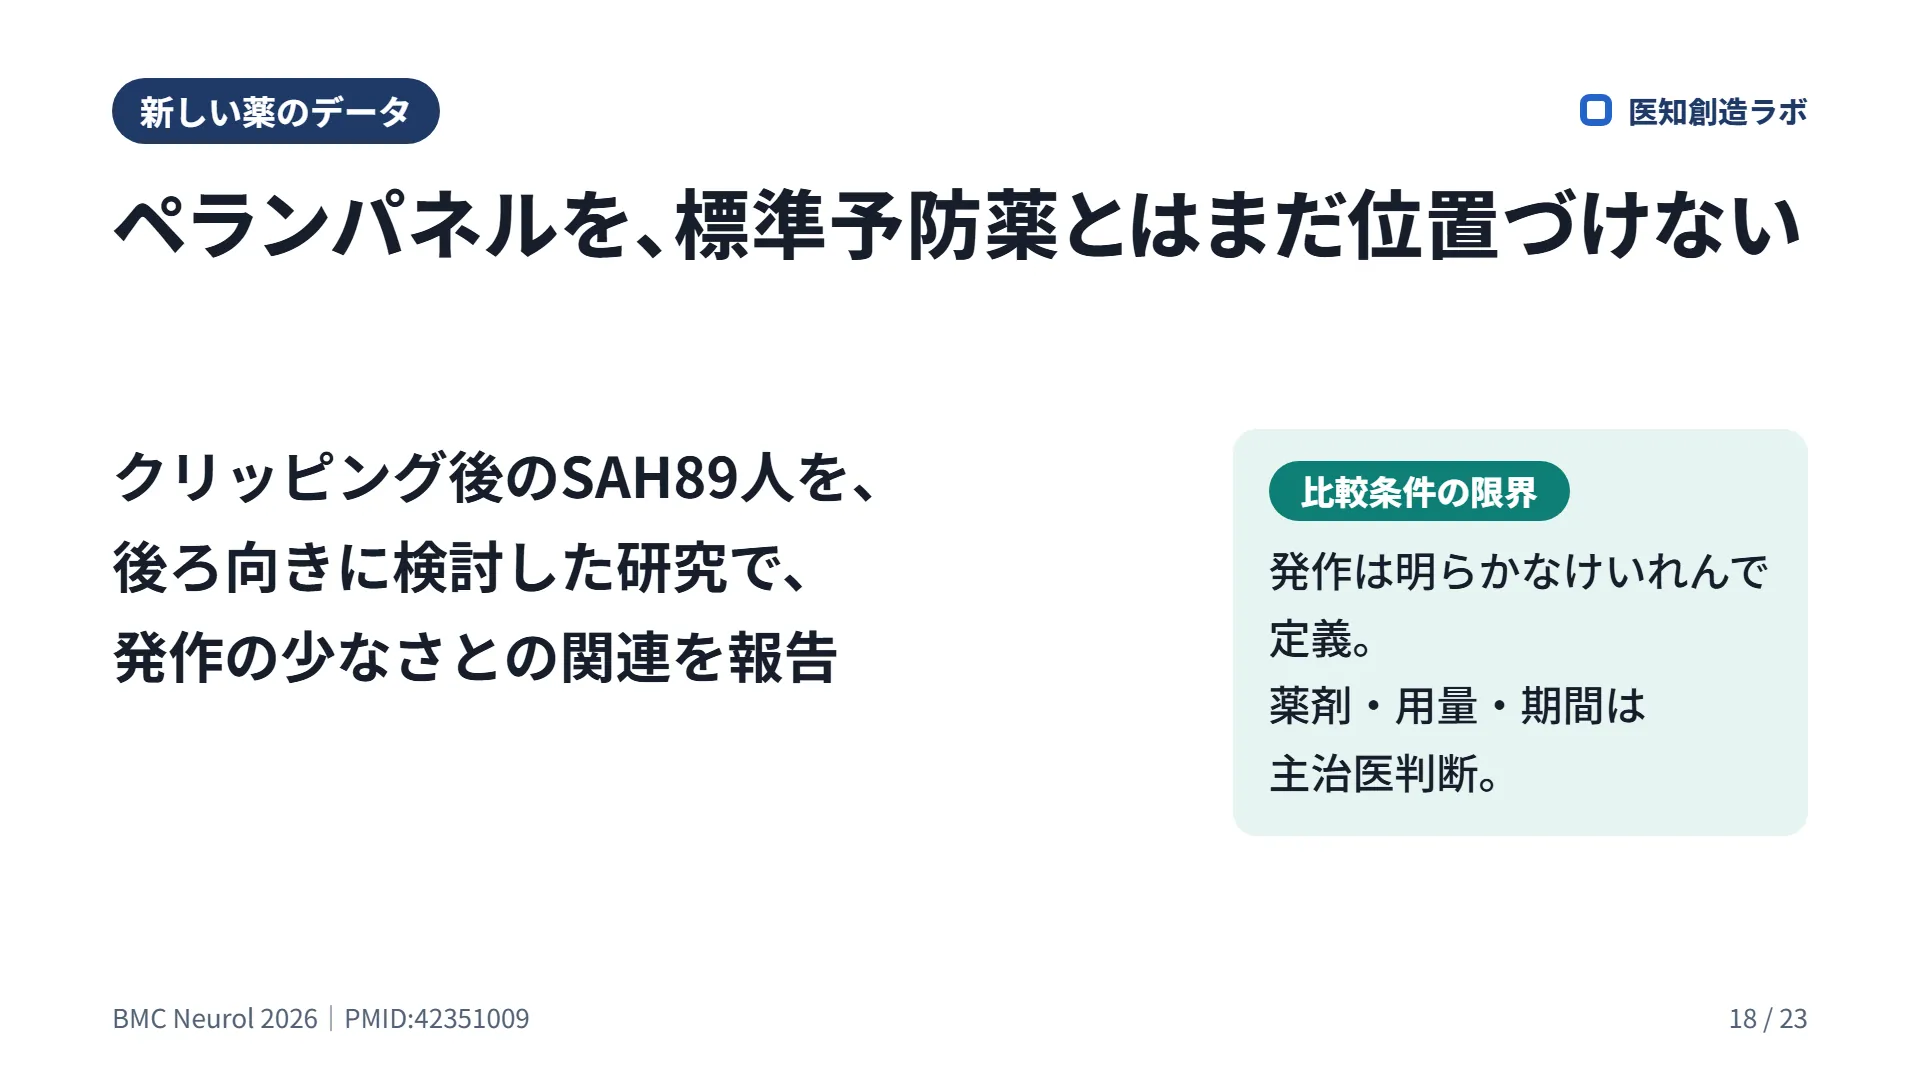 新しい薬のデータ
医知創造ラボ
ペランパネルを、標準予防薬とはまだ位置づけない
クリッピング後のSAH89人を、
後ろ向きに検討した研究で、
発作の少なさとの関連を報告
比較条件の限界
発作は明らかなけいれんで
定義。
薬剤・用量・期間は
主治医判断。
BMC Neurol 2026｜PMID:42351009
18 / 23